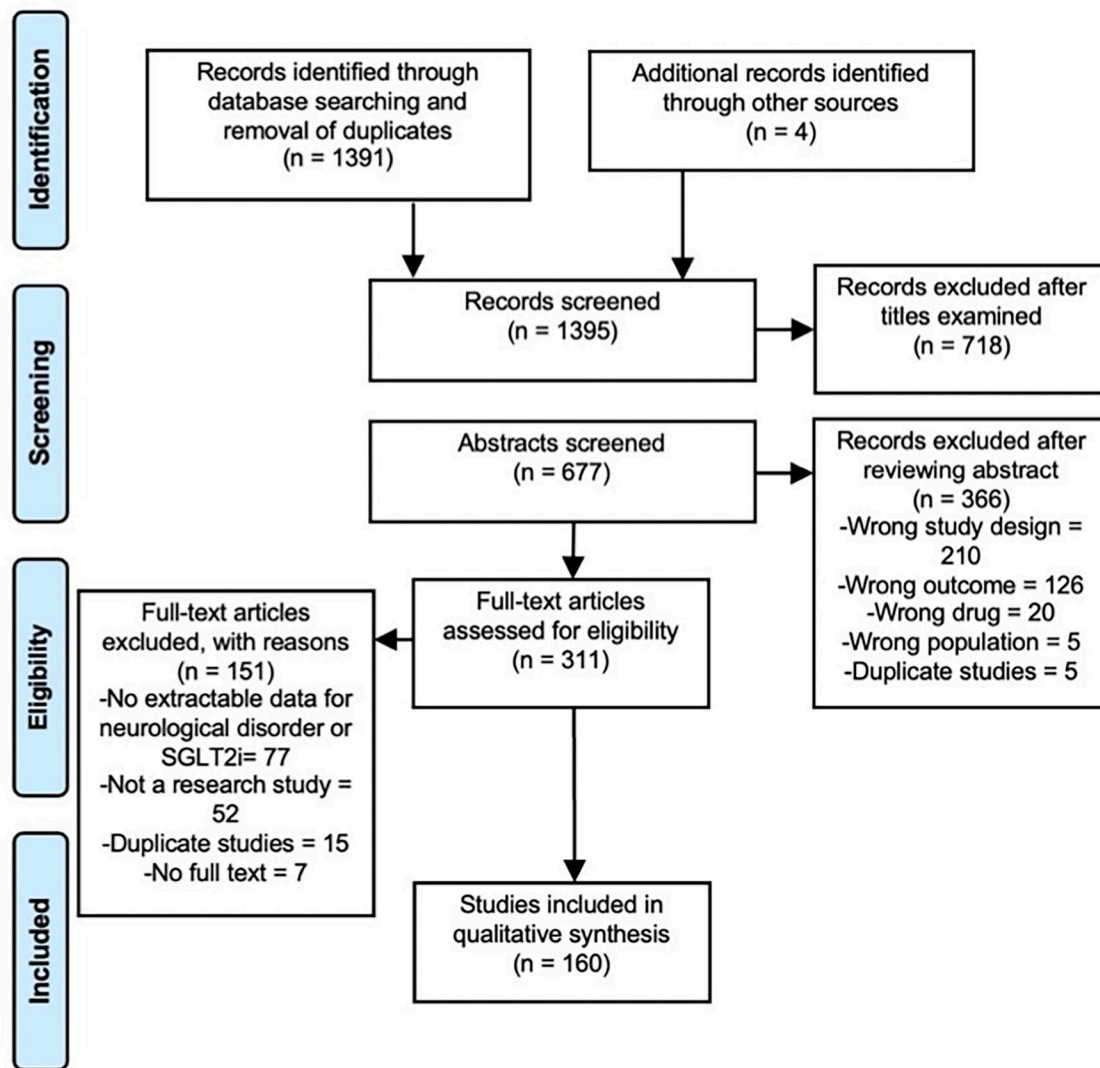 Identification
Records identified through
database searching and
removal of duplicates
(n = 1391)
Additional records identified
through other sources
(n = 4)
Screening
Records screened
(n = 1395)
Records excluded after
titles examined
(n = 718)
Abstracts screened
(n = 677)
Records excluded after
reviewing abstract
(n = 366)
-Wrong study design =
210
-Wrong outcome = 126
-Wrong drug = 20
-Wrong population = 5
-Duplicate studies = 5
Eligibility
Full-text articles
assessed for eligibility
(n = 311)
Full-text articles
excluded, with reasons
(n = 151)
-No extractable data for
neurological disorder or
SGLT2i= 77
-Not a research study =
52
-Duplicate studies = 15
-No full text = 7
Included
Studies included in
qualitative synthesis
(n = 160)